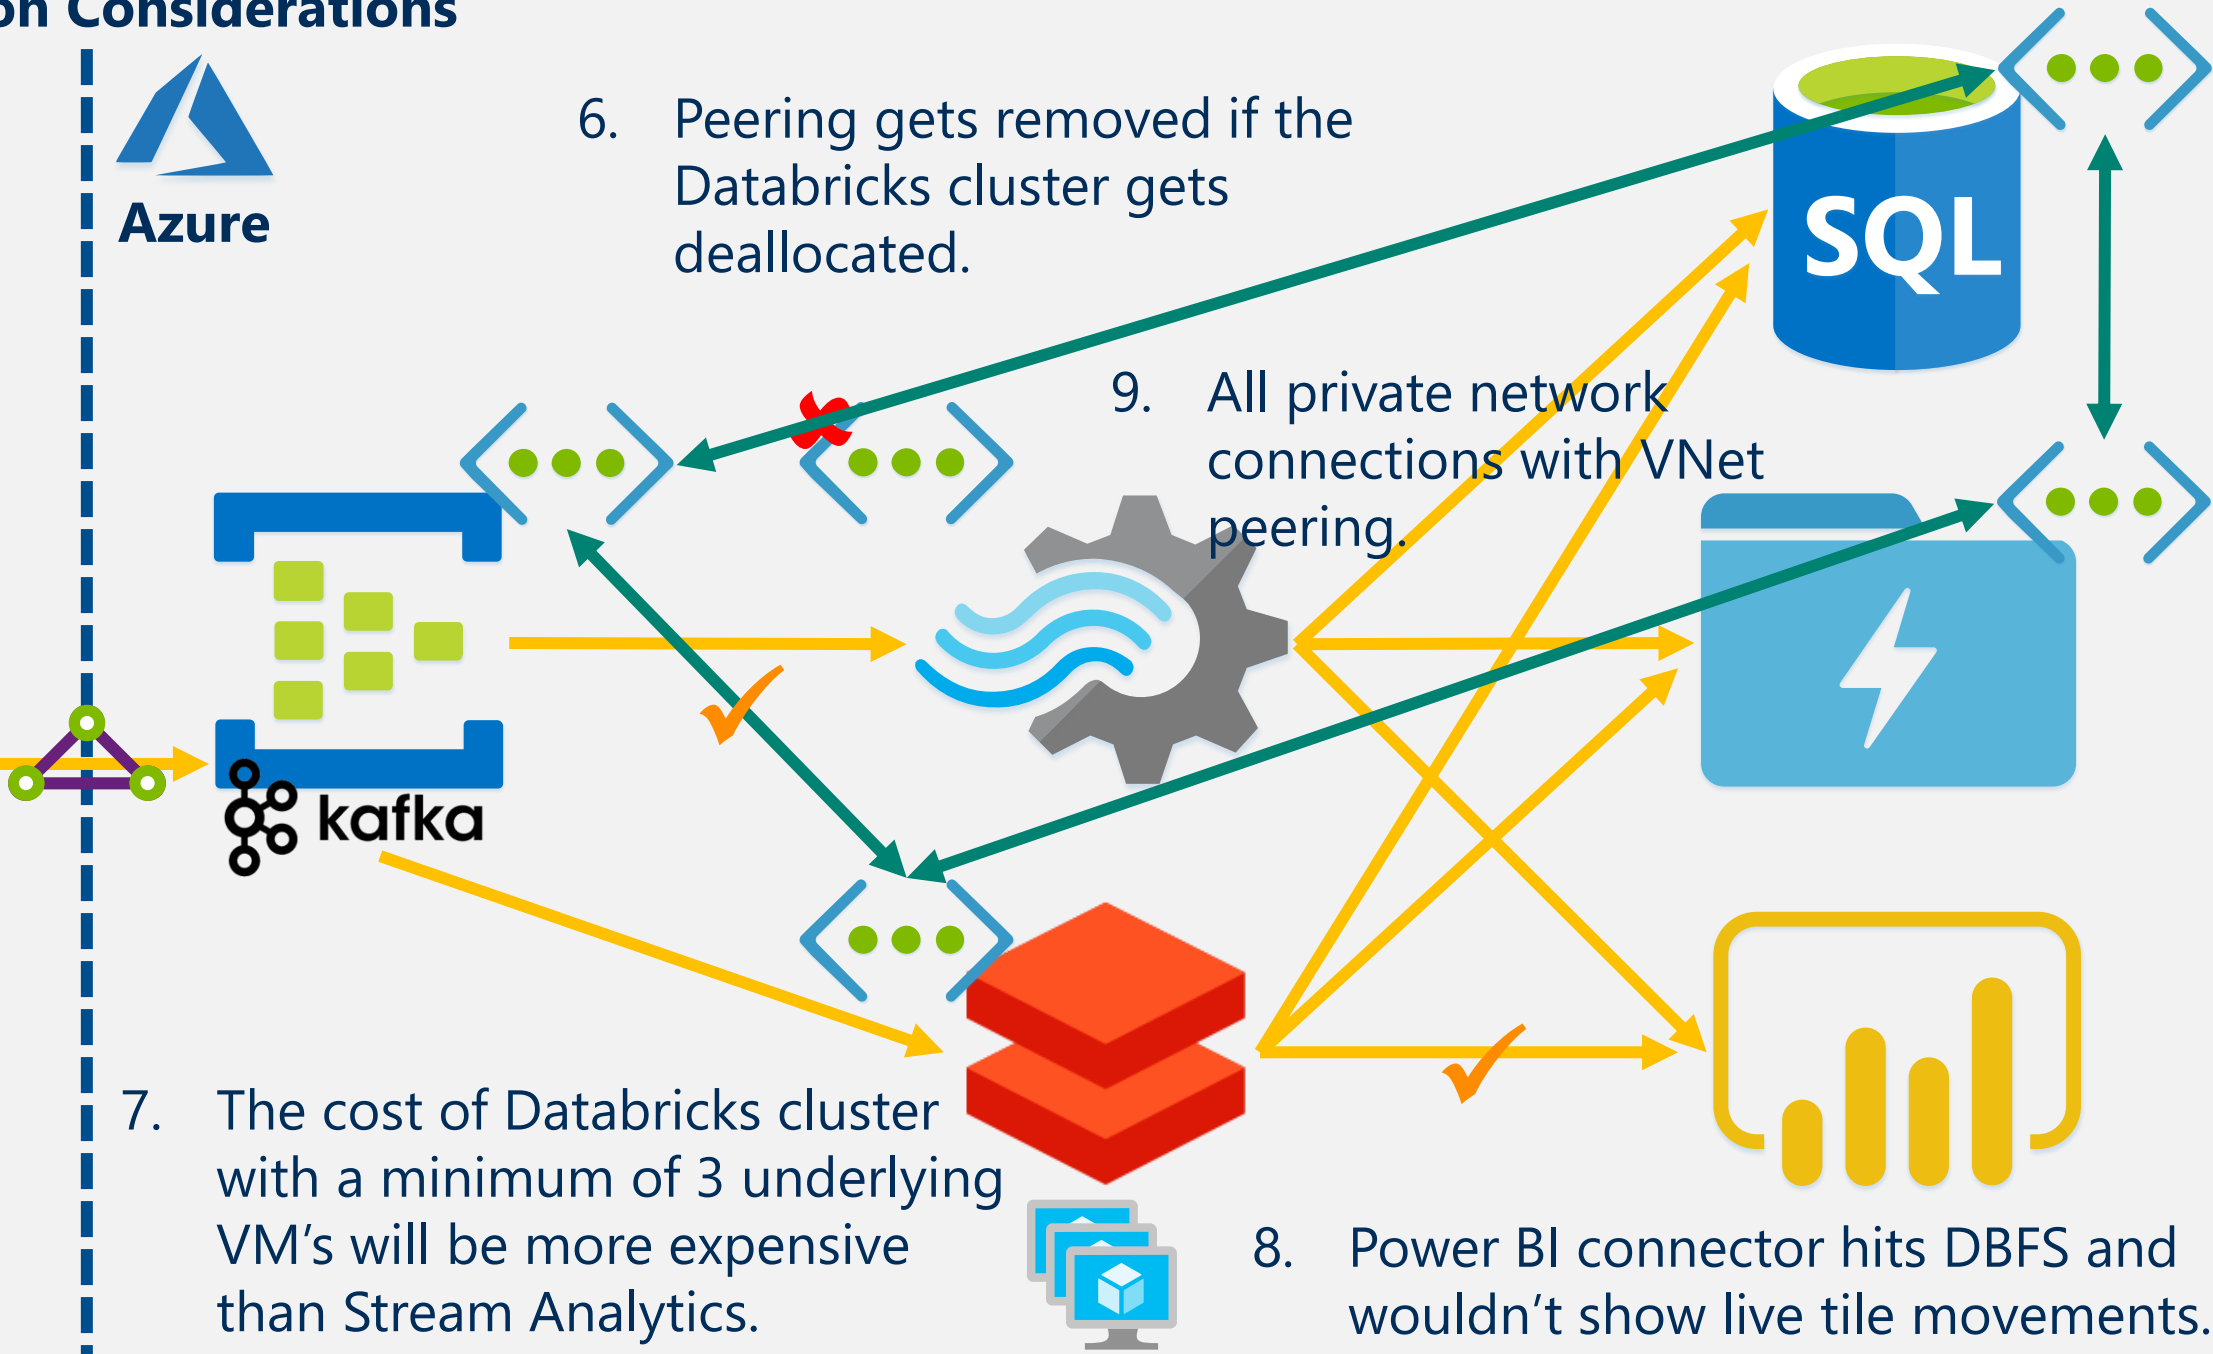 Considerations
Azure
6. Peering gets removed if the
Databricks cluster gets
deallocated.
SQL
9. All private network
connections with VNet
peering.
kafka
7. The cost of Databricks cluster
with a minimum of 3 underlying
VM’s will be more expensive
than Stream Analytics.
8. Power BI connector hits DBFS and
wouldn’t show live tile movements.